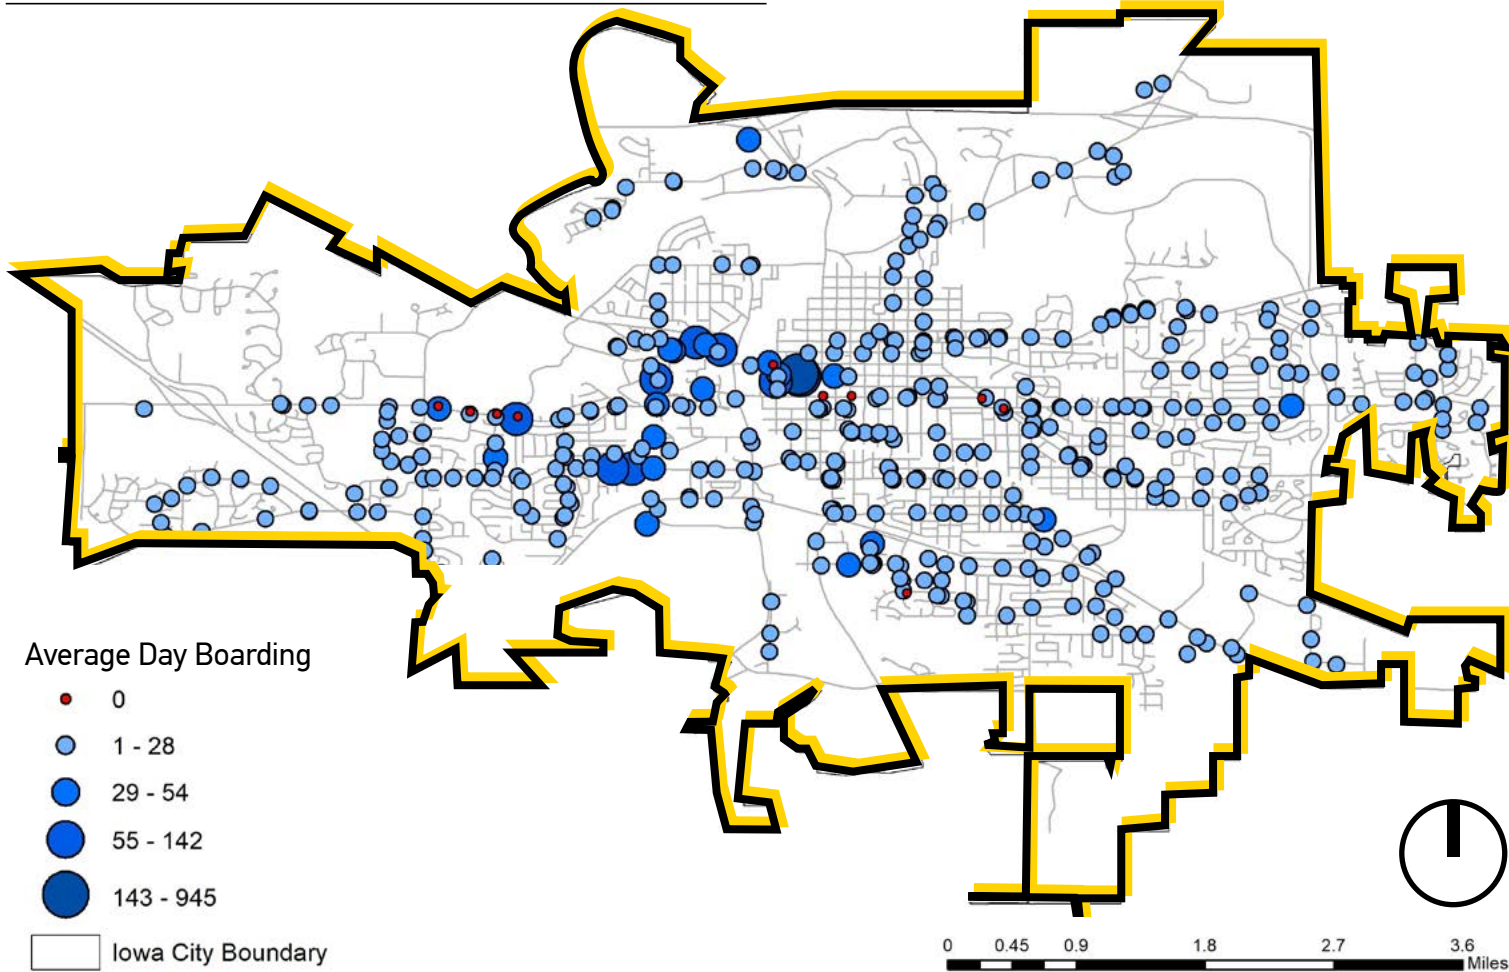 Average Day Boarding
0
1 - 28
29 - 54
55 - 142
143 - 945
Iowa City Boundary
0 0.45 0.9 1.8 2.7 3.6
Miles